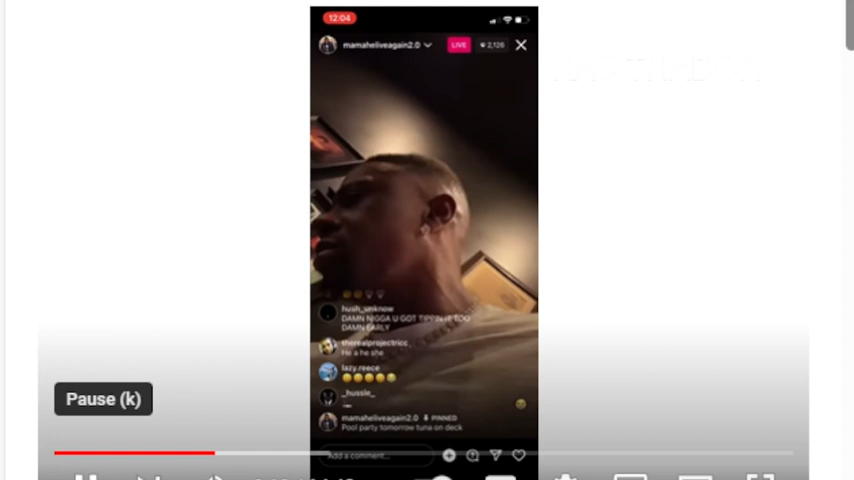 12:04
mamaheliveagain2.0
LIVE
2,126
hush_smknow
DAMN NIGGA U GOT TIPPIN IT TOO
DAMN EARLY
therealprojectricc
He a he she
lazy.reece
_hussle_
mamaheliveagain2.0 PINNED
Pool party tomorrow tuna on deck
Add a comment...
Pause (k)